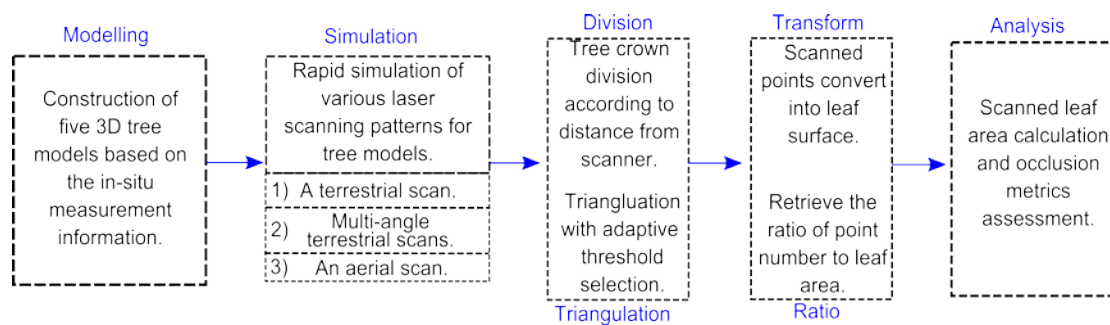 Modelling
Construction of
five 3D tree
models based on
the in-situ
measurement
information.
Simulation
Rapid simulation of
various laser
scanning patterns for
tree models.
1) A terrestrial scan.
2) Multi-angle
terrestrial scans.
3) An aerial scan.
Division
Tree crown
division
according to
distance from
scanner.
Triangluation
with adaptive
threshold
selection.
Triangulation
Transform
Scanned
points convert
into leaf
surface.
Retrieve the
ratio of point
number to leaf
area.
Ratio
Analysis
Scanned leaf
area calculation
and occlusion
metrics
assessment.